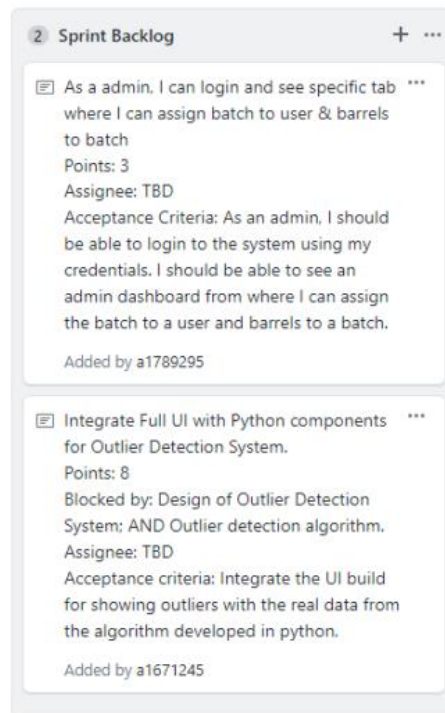 2 Sprint Backlog
As a admin, I can login and see specific tab
where I can assign batch to user & barrels
to batch
Points: 3
Assignee: TBD
Acceptance Criteria: As an admin, I should
be able to login to the system using my
credentials. I should be able to see an
admin dashboard from where I can assign
the batch to a user and barrels to a batch.
Added by a1789295
Integrate Full UI with Python components
for Outlier Detection System.
Points: 8
Blocked by: Design of Outlier Detection
System; AND Outlier detection algorithm.
Assignee: TBD
Acceptance criteria: Integrate the UI build
for showing outliers with the real data from
the algorithm developed in python.
Added by a1671245